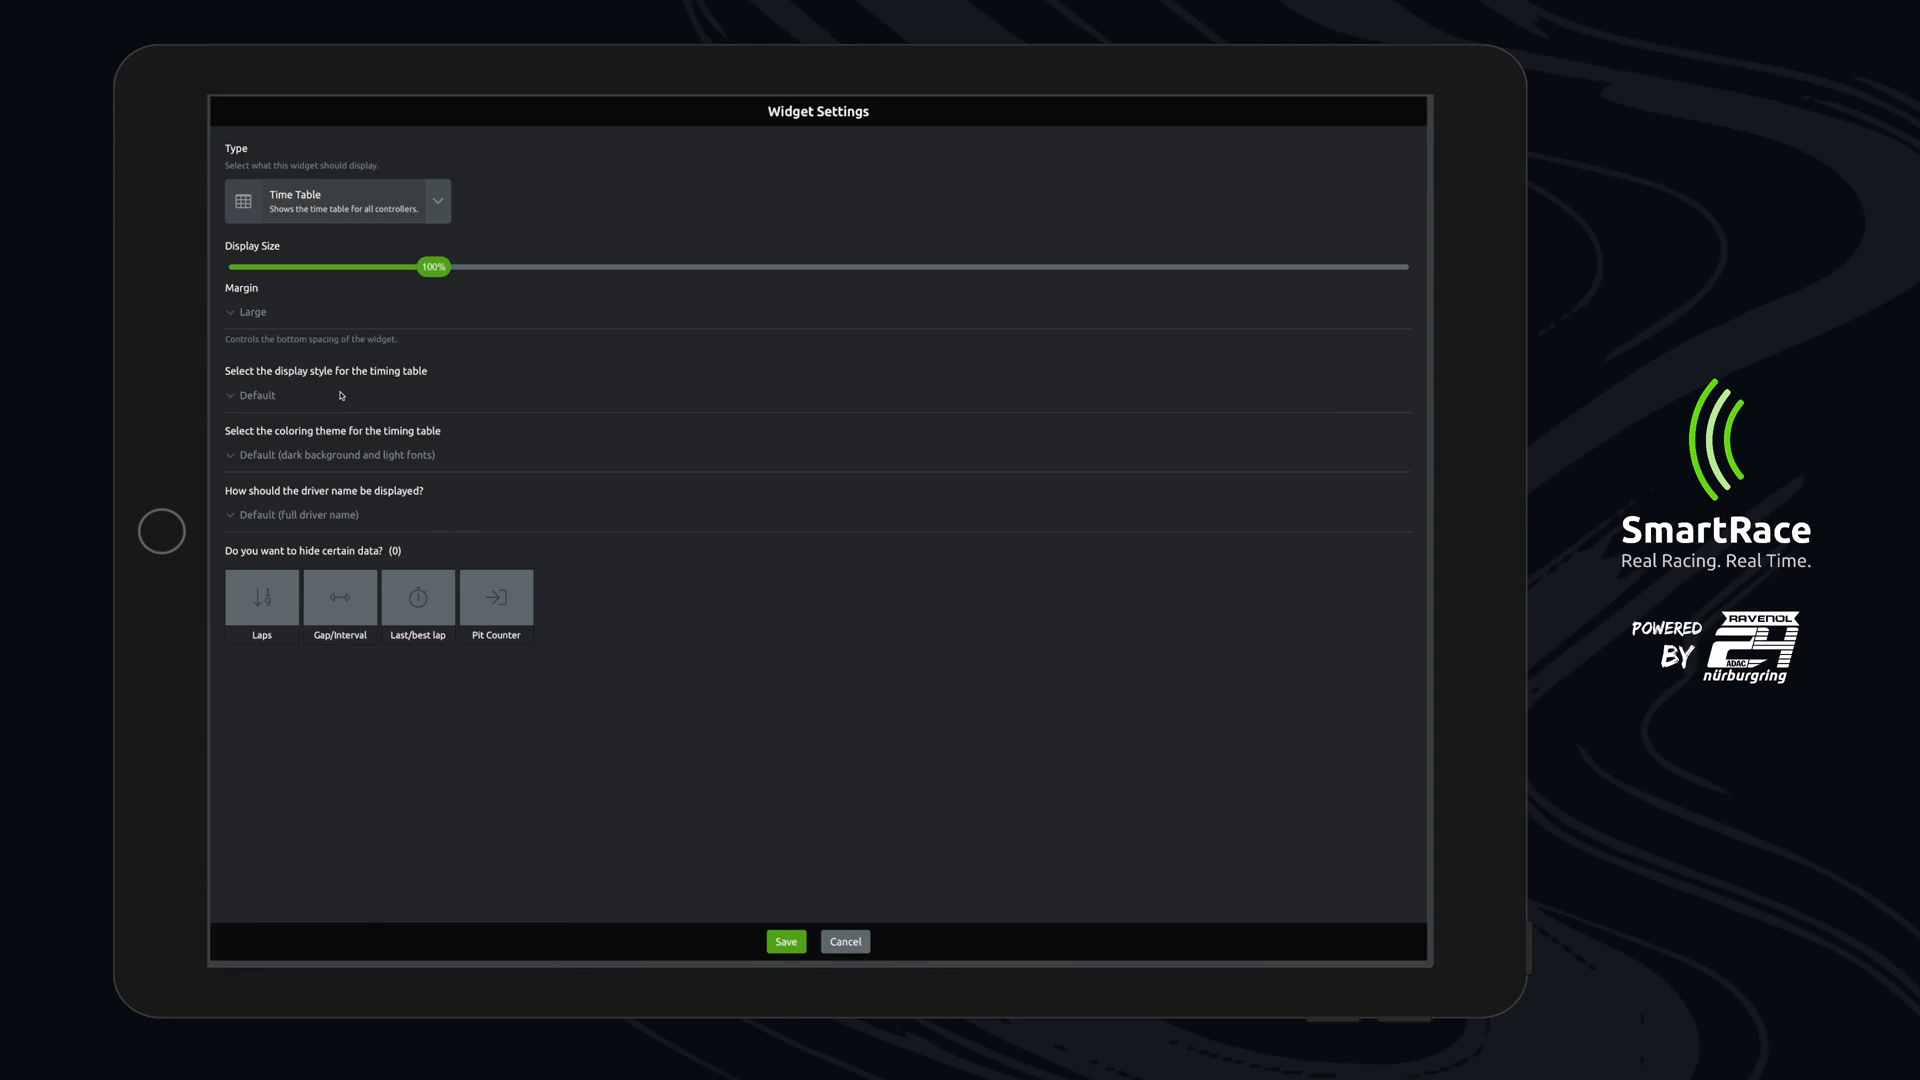 Widget Settings
Type
Select what this widget should display.
Time Table
Shows the time table for all controllers.
Display Size
100%
Margin
Large
Controls the bottom spacing of the widget.
Select the display style for the timing table
Default
Select the coloring theme for the timing table
Default (dark background and light fonts)
How should the driver name be displayed?
Default (full driver name)
Do you want to hide certain data? (0)
1
9
Laps
Gap/Interval
Last/best lap
Pit Counter
Save
Cancel
SmartRace
Real Racing. Real Time.
POWERED
BY
RAVENOL
24
ADAC
nürburgring